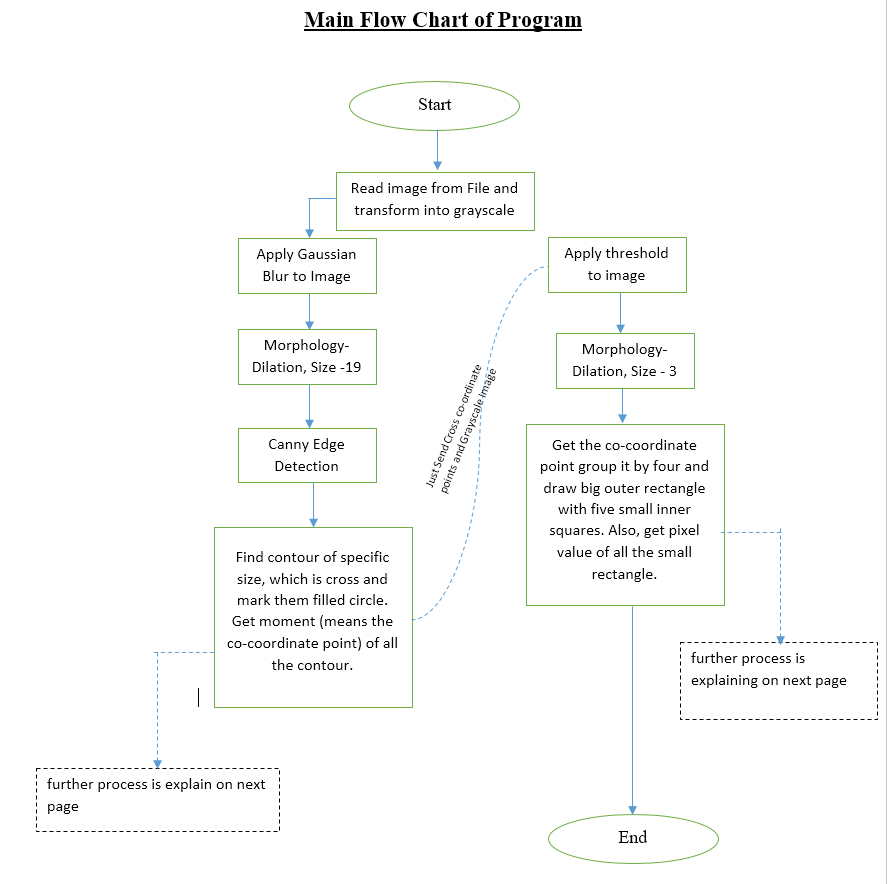 Main Flow Chart of Program
Start
Read image from File and
transform into grayscale
Apply Gaussian
Blur to Image
Morphology-
Dilation, Size -19
Canny Edge
Detection
Find contour of specific
size, which is cross and
mark them filled circle.
Get moment (means the
co-coordinate point) of all
the contour.
further process is explain on next
page
Just Send Cross co-ordinate
points and Grayscale Image
Apply threshold
to image
Morphology-
Dilation, Size - 3
Get the co-coordinate
point group it by four and
draw big outer rectangle
with five small inner
squares. Also, get pixel
value of all the small
rectangle.
further process is
explaining on next page
End